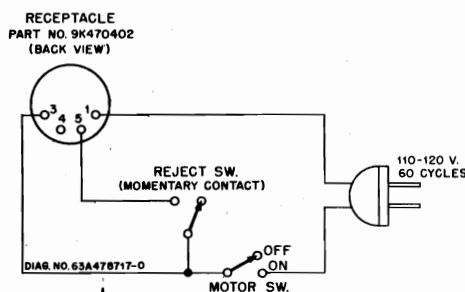 RECEPTACLE
PART NO. 9K470402
(BACK VIEW)
3 1
4 5
110-120 V.
60 CYCLES
REJECT SW.
(MOMENTARY CONTACT)
OFF
DIAG. NO. 63A478717-0
ON
MOTOR SW.